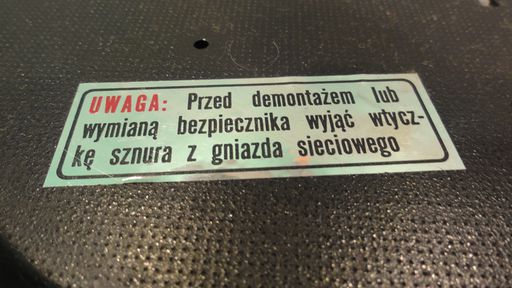 UWAGA: Przed demontażem lub
wymianą bezpiecznika wyjąć wtycz-
kę sznura z gniazda sieciowego